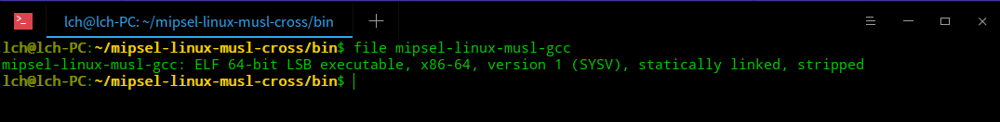 lch@lch-PC: ~/mipsel-linux-musl-cross/bin
lch@lch-PC:~/mipsel-linux-musl-cross/bin$ file mipsel-linux-musl-gcc
mipsel-linux-musl-gcc: ELF 64-bit LSB executable, x86-64, version 1 (SYSV), statically linked, stripped
lch@lch-PC:~/mipsel-linux-musl-cross/bin$